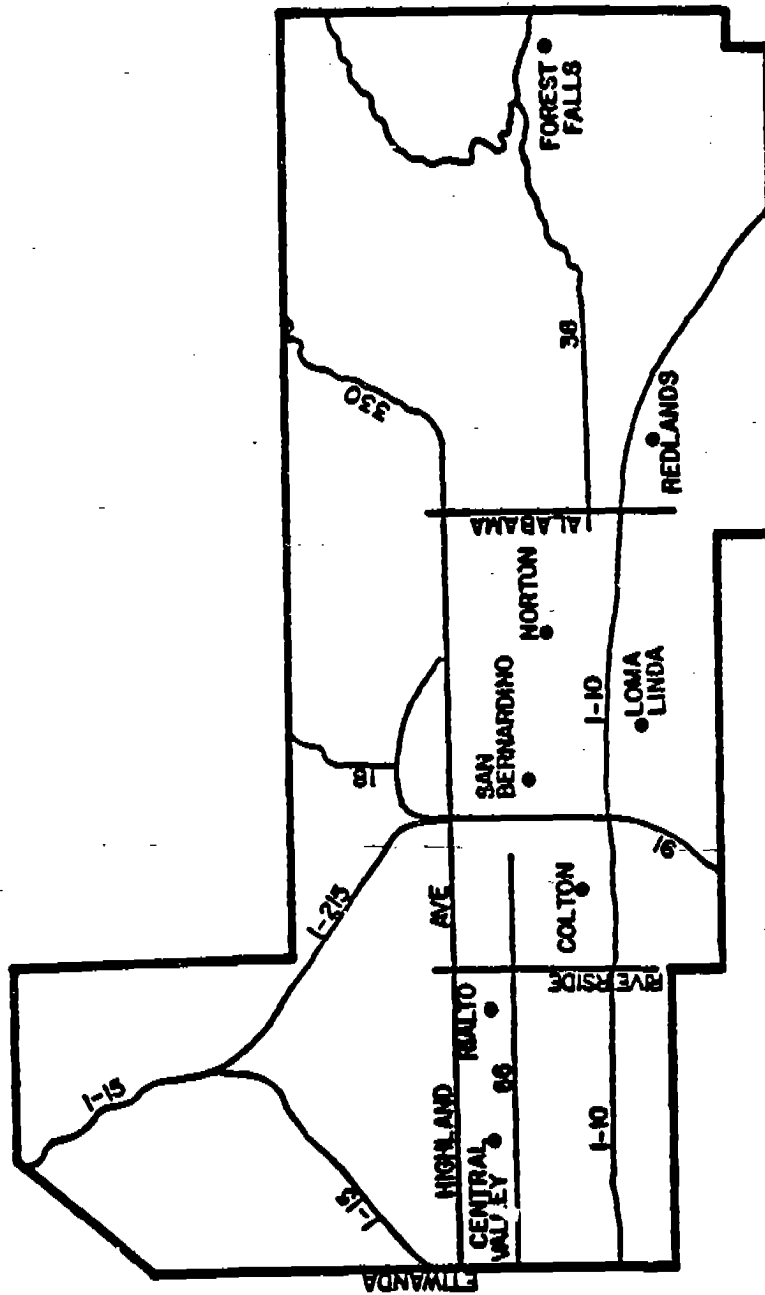 I-15
I-215
18
330
I-15
ETIWANDA
HIGHLAND
AVE
CENTRAL
VALLEY
RIALTO
66
RIVERSIDE
COLTON
SAN
BERNARDINO
NORTON
ALABAMA
38
FOREST
FALLS
I-10
I-10
91
LOMA
LINDA
REDLANDS